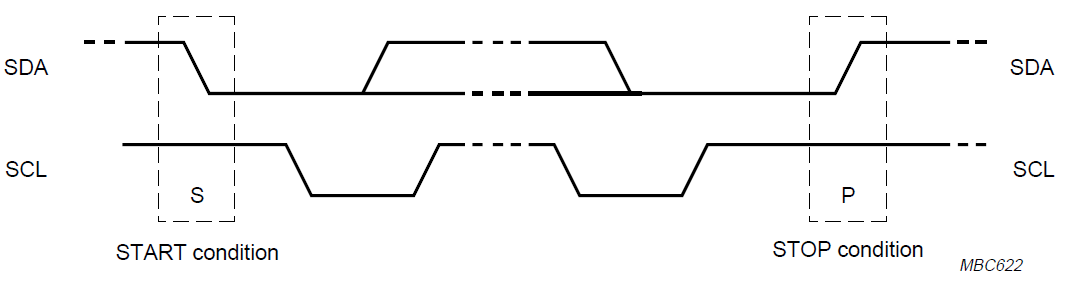 SDA
SDA
SCL
SCL
S
P
START condition
STOP condition
MBC622